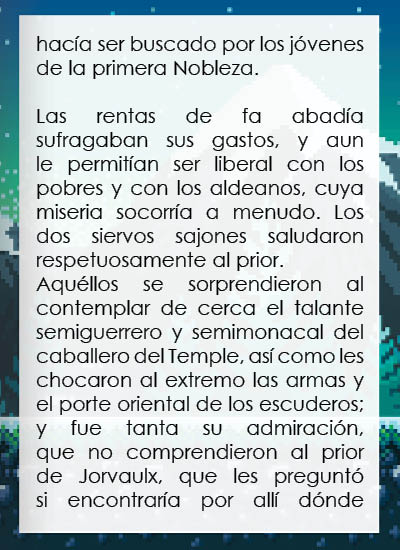 hacía ser buscado por los jóvenes
de la primera Nobleza.
Las rentas de fa abadía
sufragaban sus gastos, y aun
le permitían ser liberal con los
pobres y con los aldeanos, cuya
miseria socorría a menudo. Los
dos siervos sajones saludaron
respetuosamente al prior.
Aquéllos se sorprendieron al
contemplar de cerca el talante
semiguerrero y semimonacal del
caballero del Temple, así como les
chocaron al extremo las armas y
el porte oriental de los escuderos;
y fue tanta su admiración,
que no comprendieron al prior
de Jorvaulx, que les preguntó
si encontraría por allí dónde